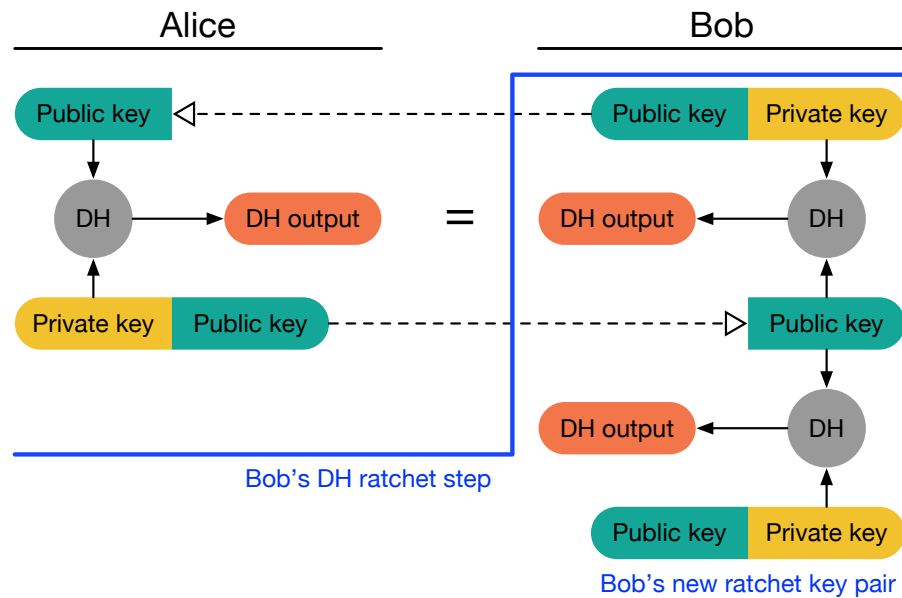 Alice
Bob
Public key
Public key Private key
DH
DH output
=
DH output
DH
Private key Public key
Public key
DH output
DH
Bob’s DH ratchet step
Public key Private key
Bob’s new ratchet key pair